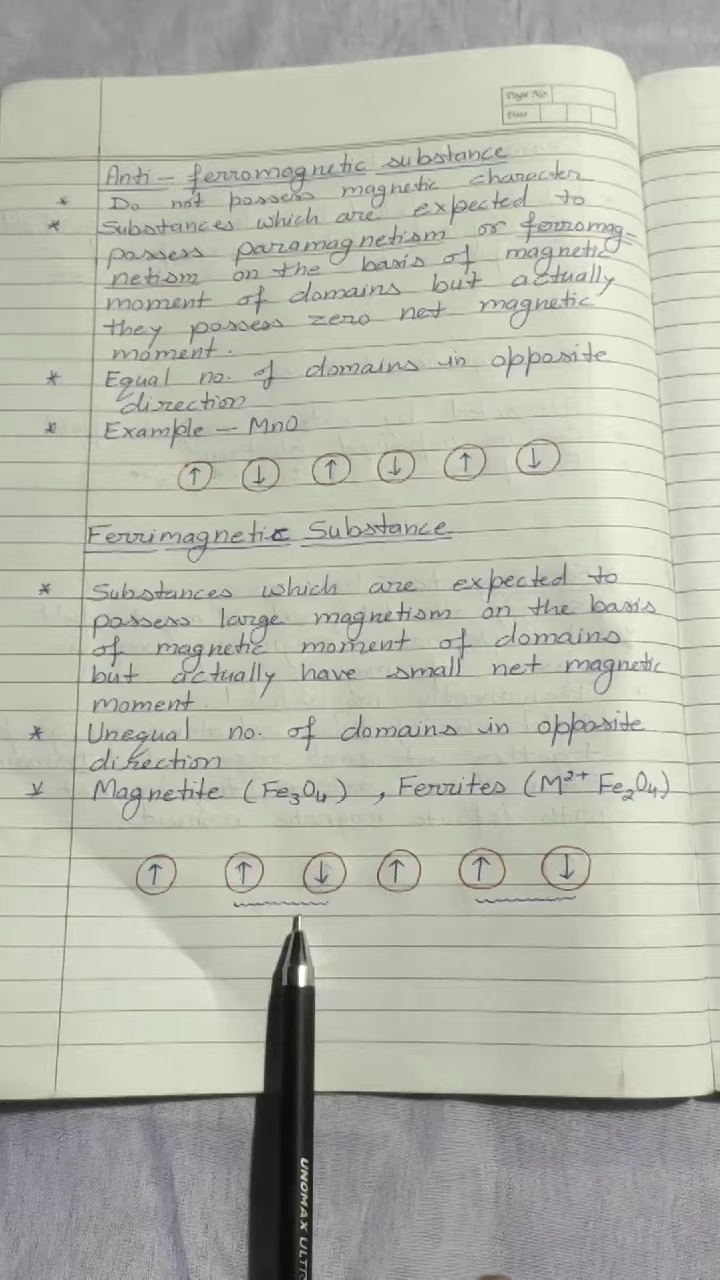 Page No
Date
Anti - ferromagnetic substance
* Do not possess magnetic character
* Substances which are expected to
possess paramagnetism or ferromag=
netism on the basis of magnetic
moment of domains but actually
they possess zero net magnetic
moment.
* Equal no. of domains in opposite
direction
* Example - MnO
↑ ↓ ↑ ↓ ↑ ↓
Ferrimagnetic Substance
* Substances which are expected to
possess large magnetism on the basis
of magnetic moment of domains
but actually have small net magnetic
moment.
* Unequal no. of domains in opposite
direction
* Magnetite (Fe₃O₄), Ferrites (M²⁺ Fe₂O₄)
↑ ↑ ↓ ↑ ↑ ↓
UNOMAX ULTR